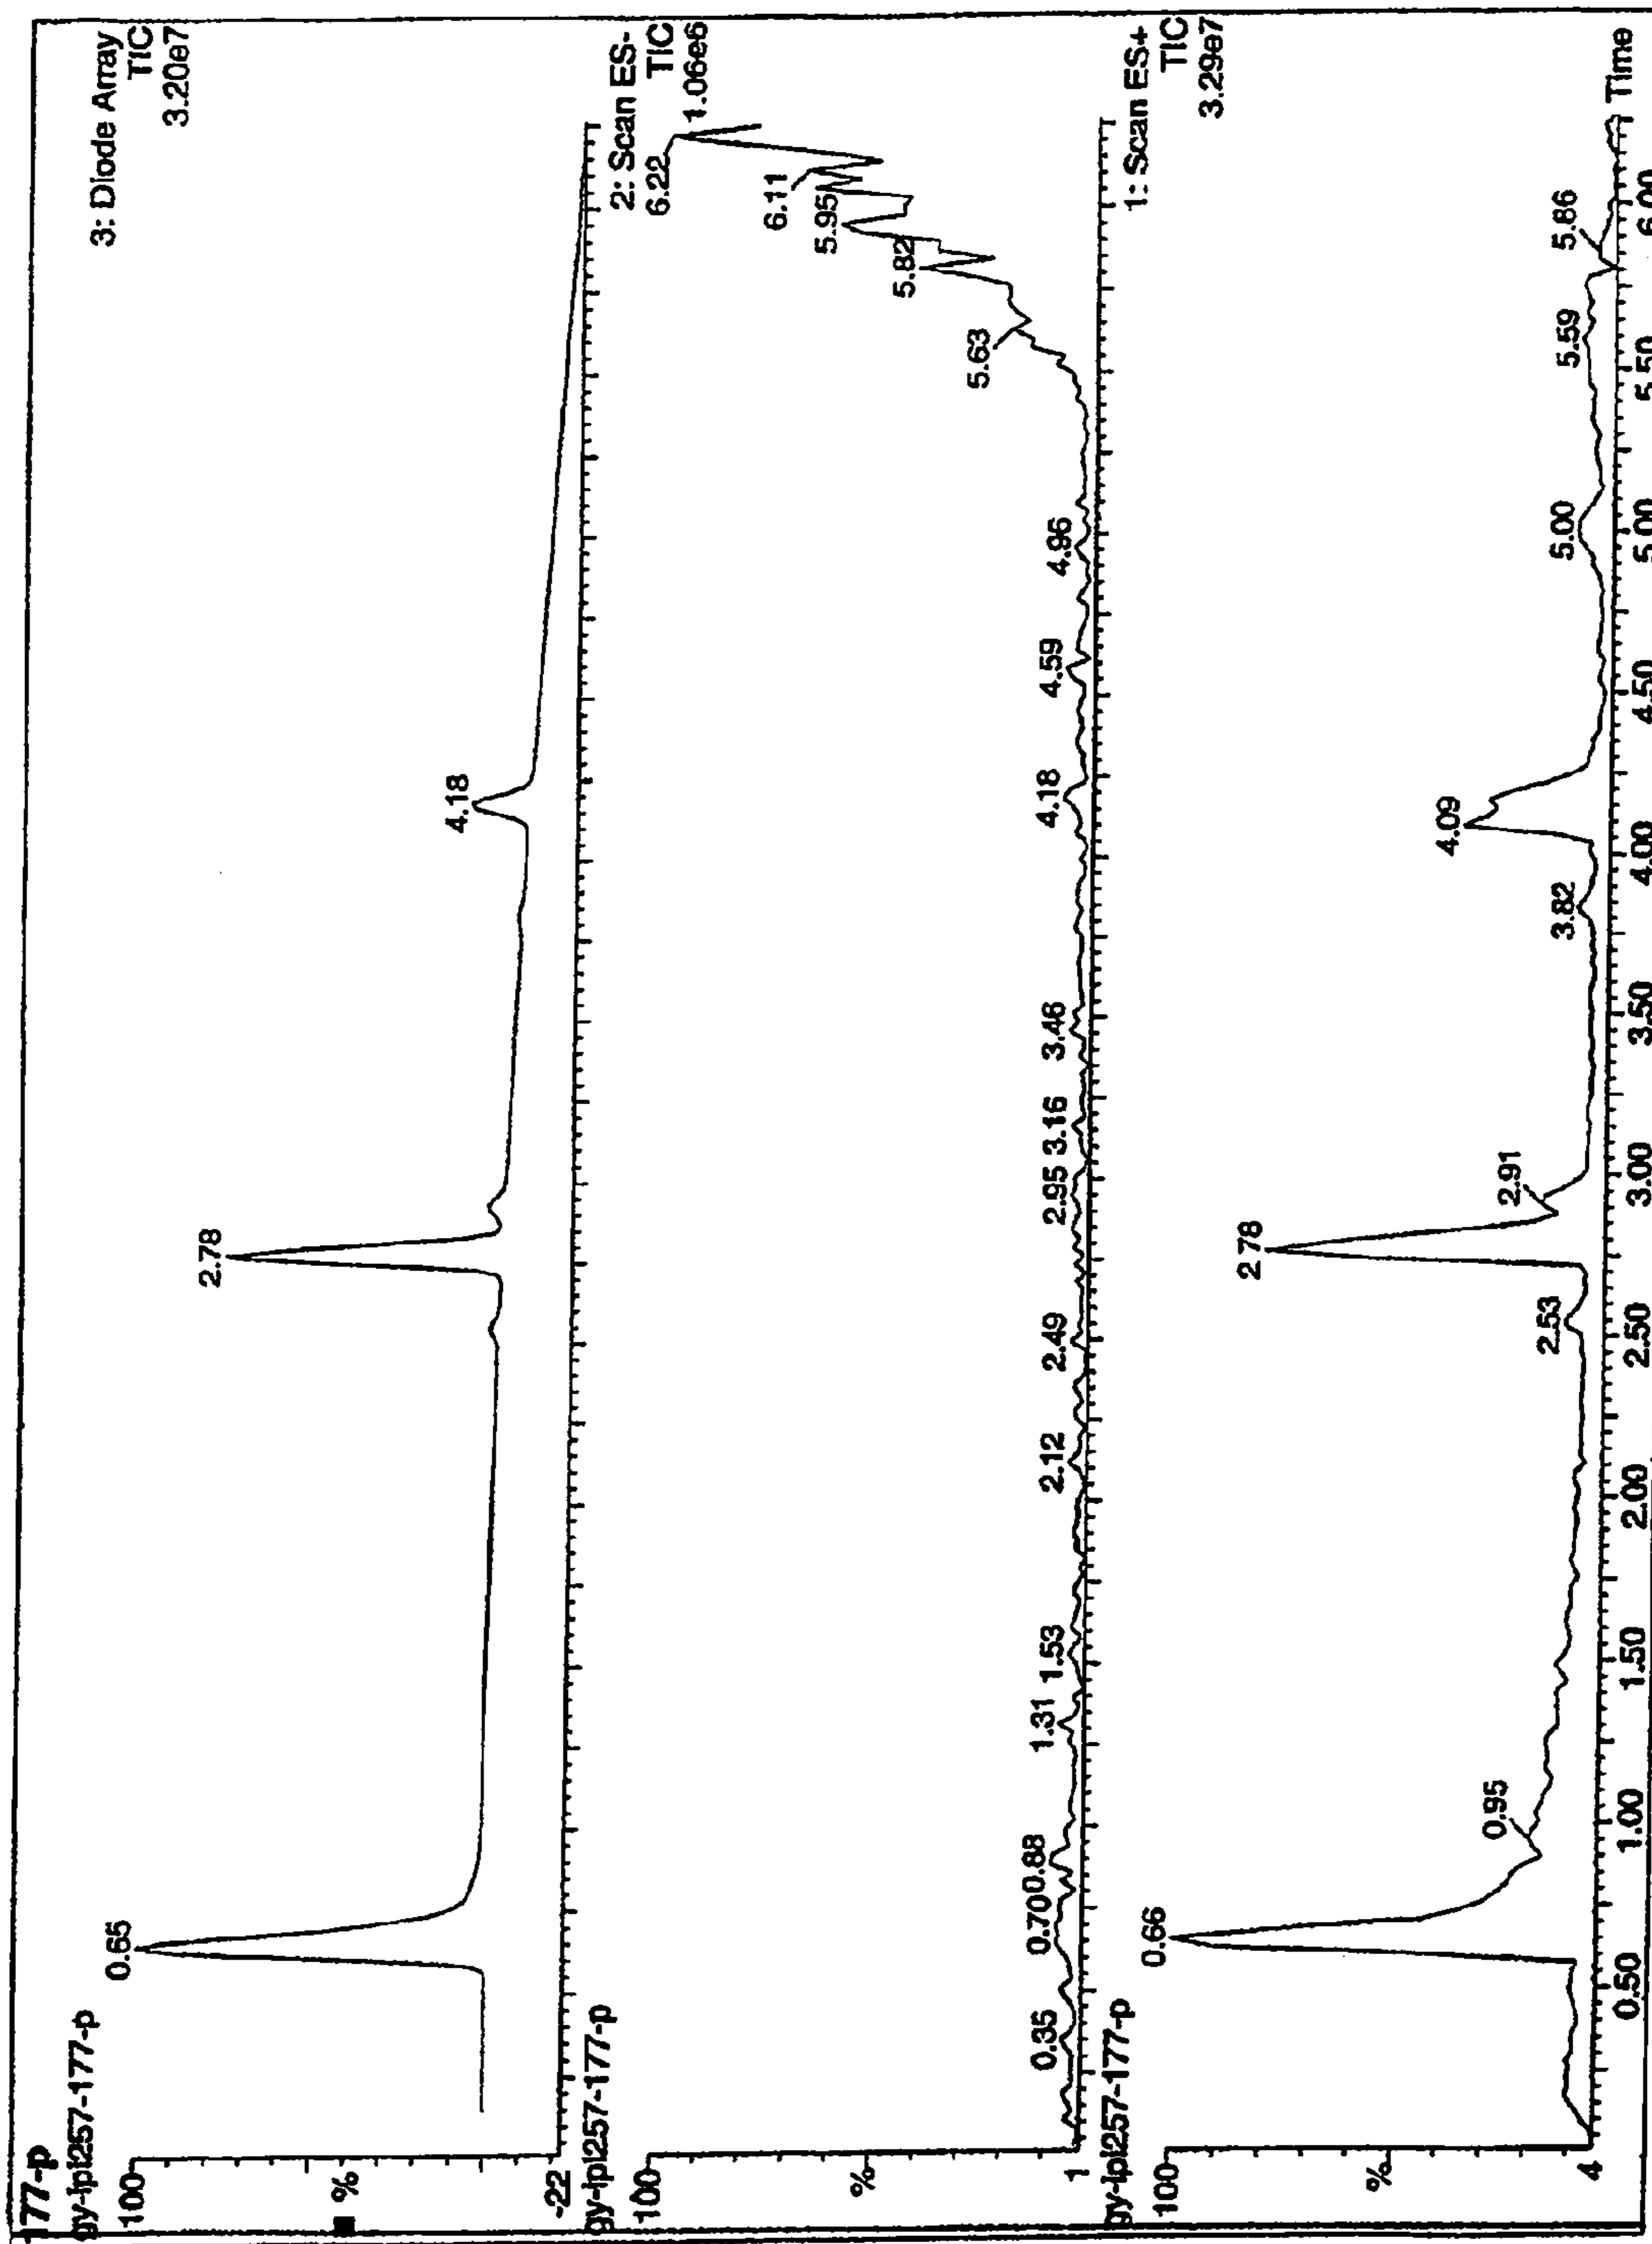 177-p
gy-lpl257-177-p
3: Diode Array
TIC
3.20e7
100
%
-22
0.65
2.78
4.18
gy-lpl257-177-p
2: Scan ES-
TIC
1.06e6
100
%
1
0.35
0.70
0.88
1.31
1.53
2.12
2.49
2.95
3.16
3.46
4.18
4.59
4.96
5.63
5.82
5.95
6.11
6.22
gy-lpl257-177-p
1: Scan ES+
TIC
3.29e7
100
%
4
0.66
0.95
2.53
2.78
2.91
3.82
4.09
5.00
5.59
5.86
0.50 1.00 1.50 2.00 2.50 3.00 3.50 4.00 4.50 5.00 5.50 6.00 Time